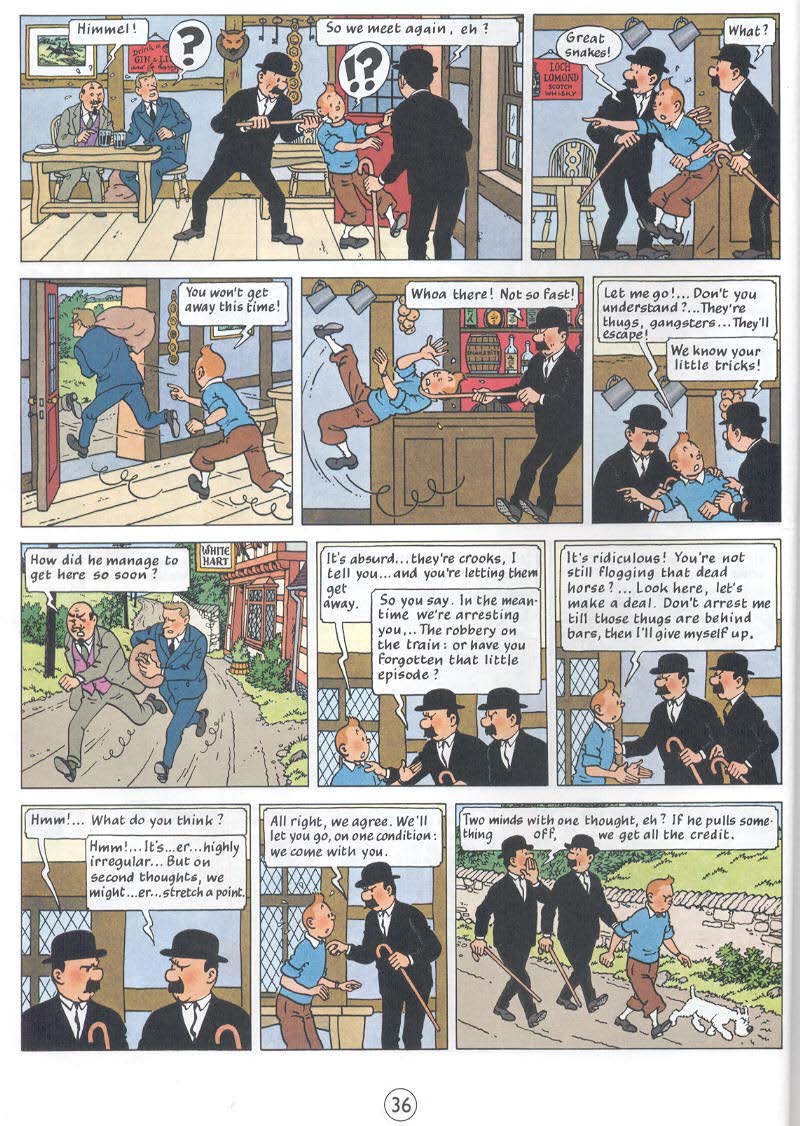 Himmel!
?
Drink a
GIN & LI
and be happy
So we meet again, eh?
!?
Great
snakes!
What?
LOCH
LOMOND
SCOTCH
WHISKY
You won't get
away this time!
Whoa there! Not so fast!
SNAKEBITE
Let me go!... Don't you
understand?...They're
thugs, gangsters...They'll
escape!
We know your
little tricks!
How did he manage to
get here so soon?
WHITE
HART
It's absurd...they're crooks, I
tell you...and you're letting them
get
away.
So you say. In the mean-
time we're arresting
you... The robbery on
the train: or have you
forgotten that little
episode?
It's ridiculous! You're not
still flogging that dead
horse?... Look here, let's
make a deal. Don't arrest me
till those thugs are behind
bars, then I'll give myself up.
Hmm!... What do you think?
Hmm!... It's...er...highly
irregular... But on
second thoughts, we
might...er...stretch a point.
All right, we agree. We'll
let you go, on one condition:
we come with you.
Two minds with one thought, eh? If he pulls some-
thing off, we get all the credit.
36